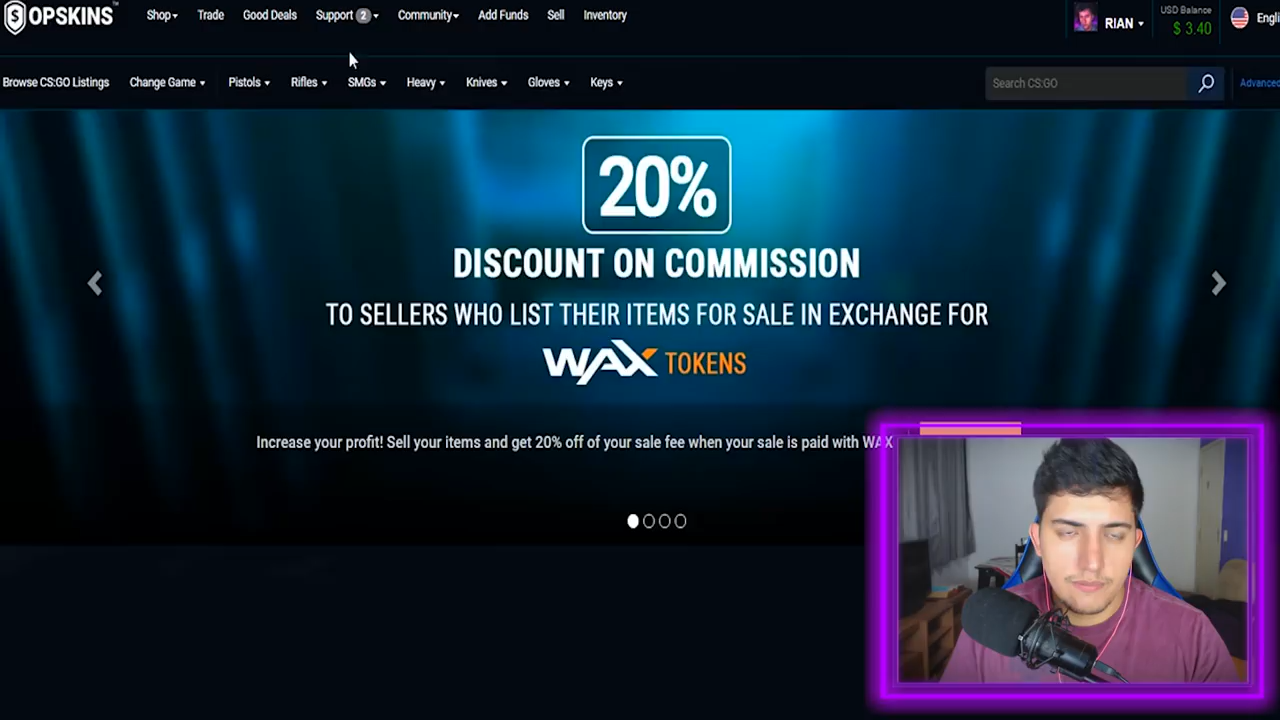 OPSKINS™ Shop Trade Good Deals Support 2 Community Add Funds Sell Inventory RIAN USD Balance
$ 3.40
Browse CS:GO Listings Change Game Pistols Rifles SMGs Heavy Knives Gloves Keys Search CS:GO Advanced
20%
DISCOUNT ON COMMISSION
TO SELLERS WHO LIST THEIR ITEMS FOR SALE IN EXCHANGE FOR
WAX TOKENS
Increase your profit! Sell your items and get 20% off of your sale fee when your sale is paid with WAX